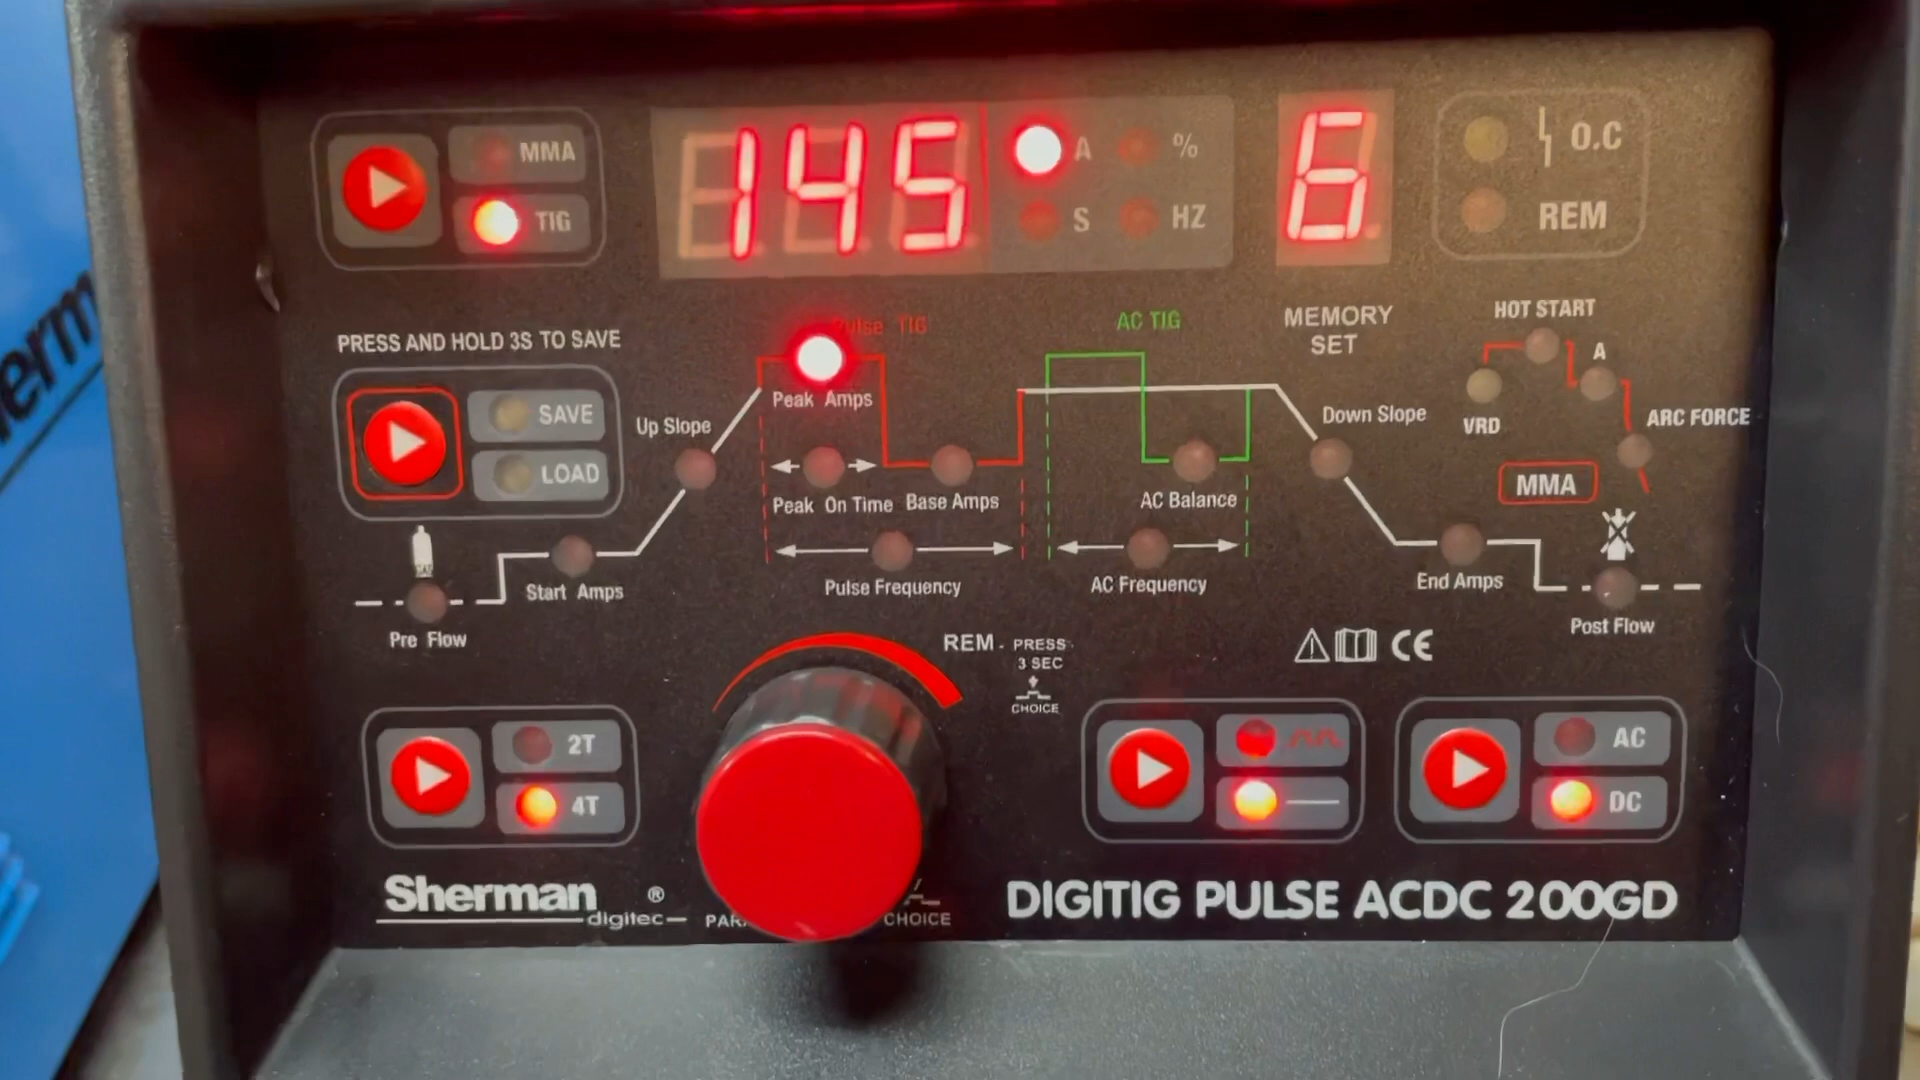 MMA
TIG
145
A
%
S
HZ
6
O.C
REM
PRESS AND HOLD 3S TO SAVE
SAVE
LOAD
Pulse TIG
AC TIG
MEMORY
SET
HOT START
A
VRD
ARC FORCE
MMA
Up Slope
Peak Amps
Peak On Time
Base Amps
AC Balance
Down Slope
Start Amps
Pulse Frequency
AC Frequency
End Amps
Pre Flow
Post Flow
REM - PRESS
3 SEC
CHOICE
CE
2T
4T
AC
DC
Sherman ®
digitec
CHOICE
DIGITIG PULSE ACDC 200GD